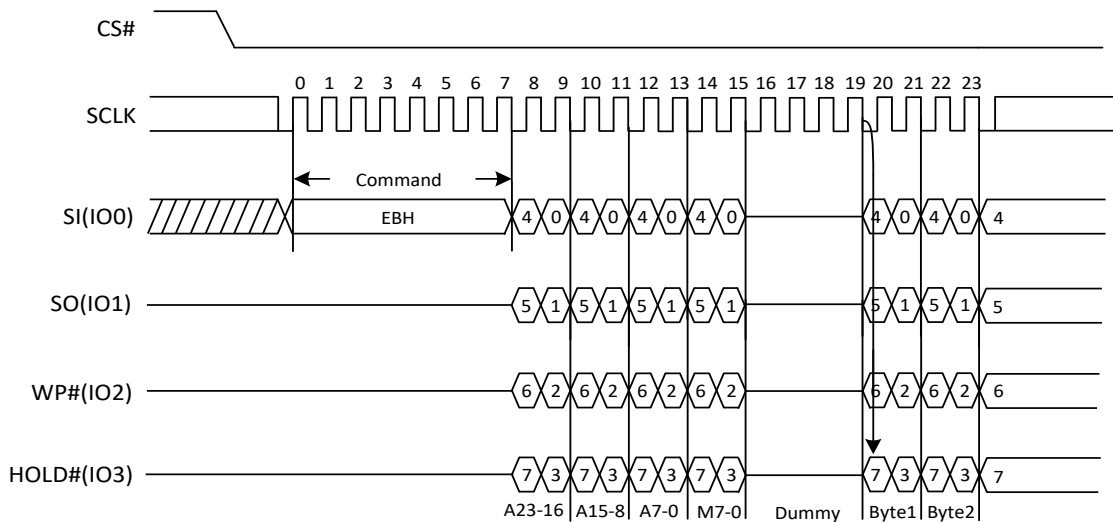 CS#
0 1 2 3 4 5 6 7 8 9 10 11 12 13 14 15 16 17 18 19 20 21 22 23
SCLK
Command
SI(IO0) EBH 4 0 4 0 4 0 4 0 4 0 4 0 4
SO(IO1) 5 1 5 1 5 1 5 1 5 1 5 1 5
WP#(IO2) 6 2 6 2 6 2 6 2 6 2 6 2 6
HOLD#(IO3) 7 3 7 3 7 3 7 3 7 3 7 3 7
A23-16 A15-8 A7-0 M7-0 Dummy Byte1 Byte2